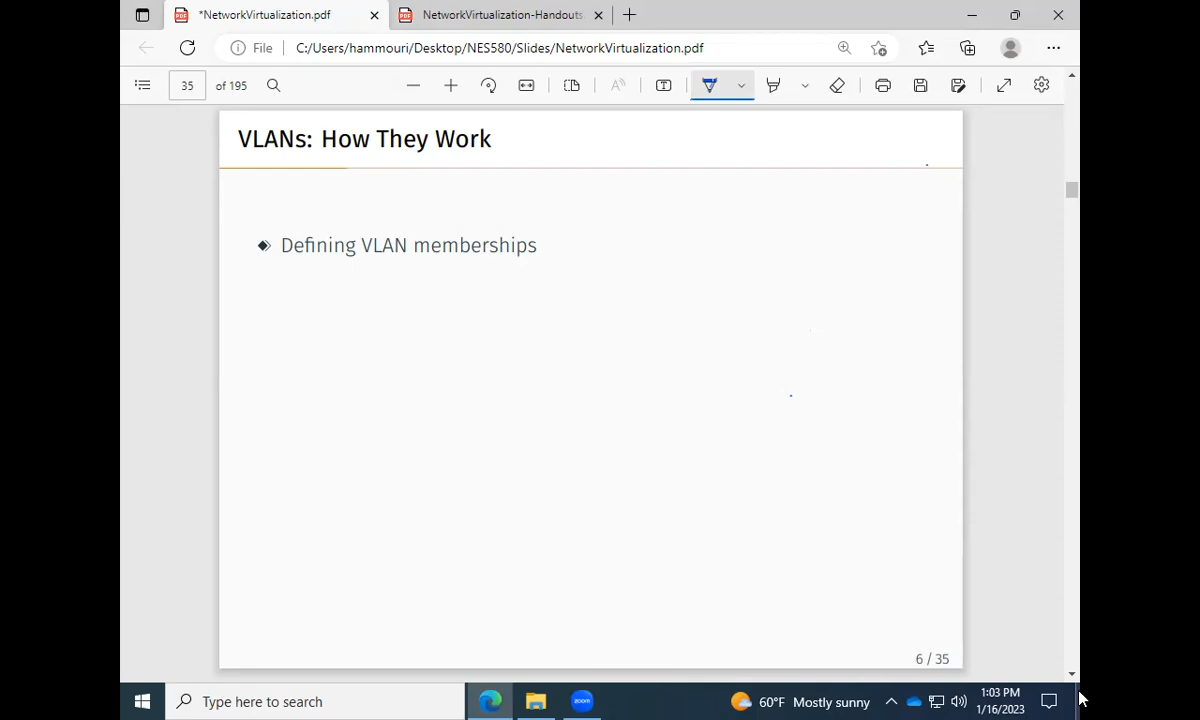 *NetworkVirtualization.pdf
NetworkVirtualization-Handouts
File
C:/Users/hammouri/Desktop/NES580/Slides/NetworkVirtualization.pdf
35 of 195
VLANs: How They Work
Defining VLAN memberships
6 / 35
Type here to search
zoom
60°F Mostly sunny
1:03 PM
1/16/2023